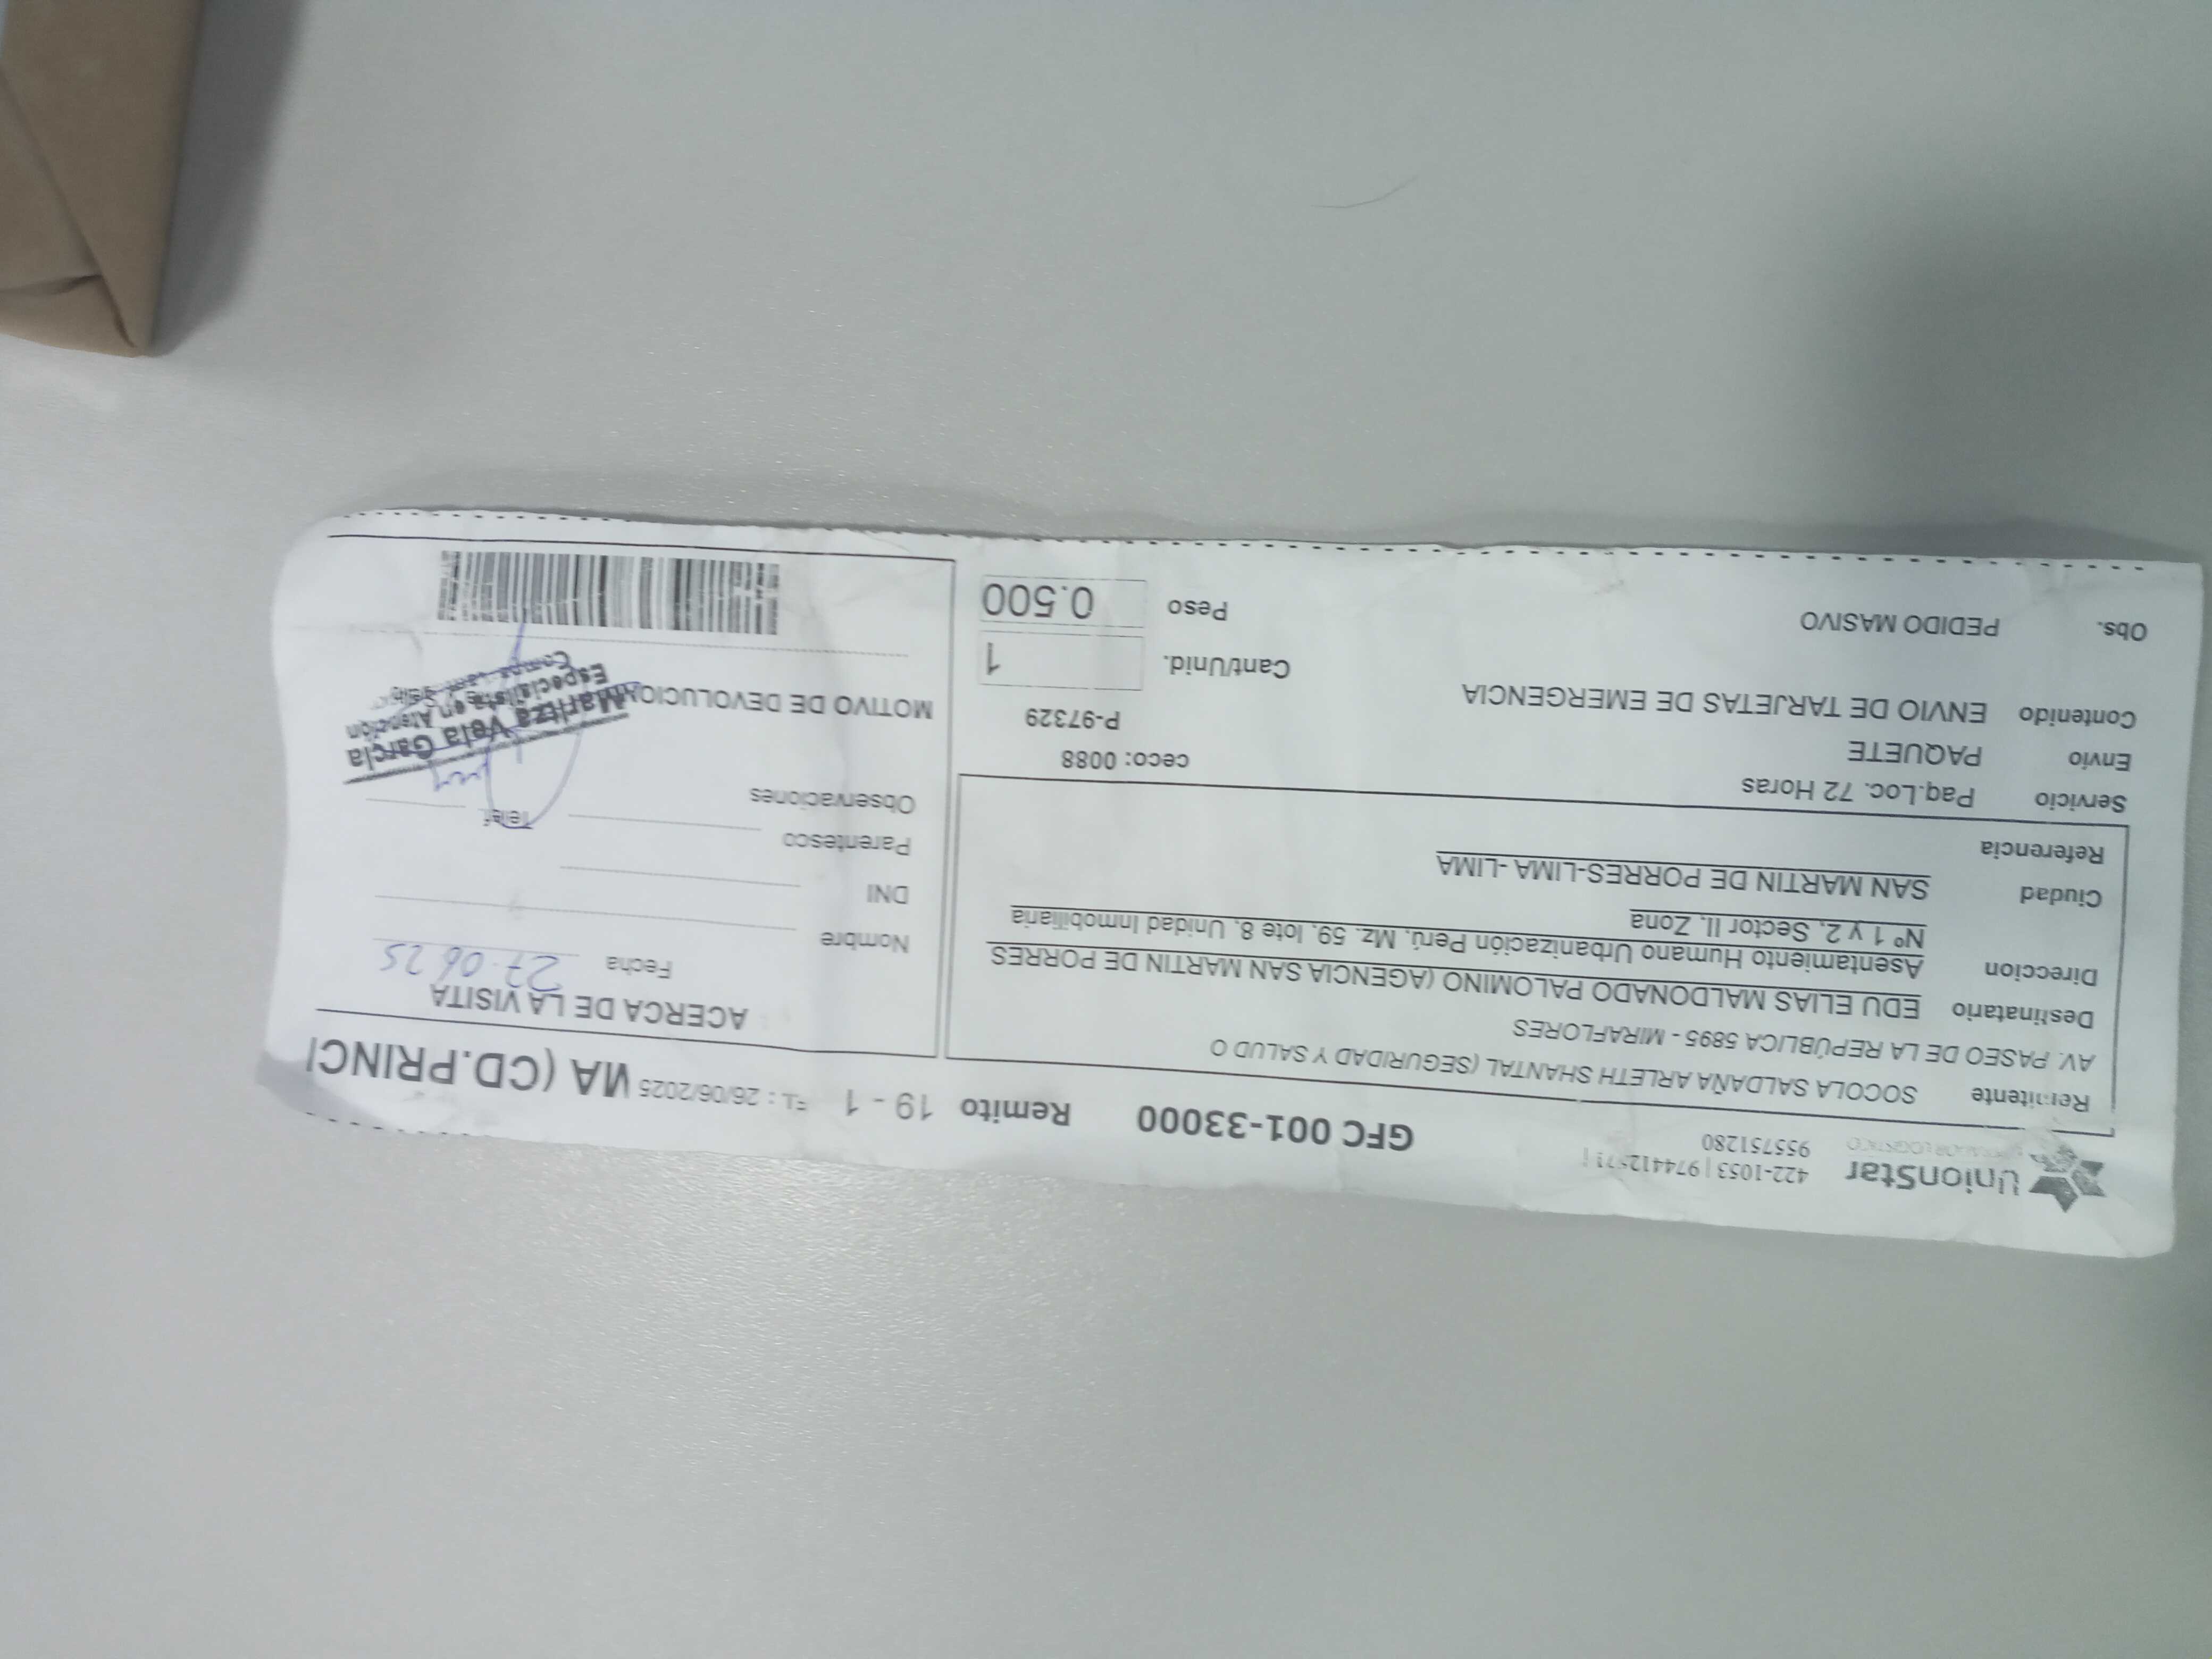 UnionStar
OPERADOR LOGISTICO
422-1053 |
955751280
GFC 001-33000
Remito 19 - 1
F.I.: 26/06/2025
MA (CD.PRINCI
Remitente SOCOLA SALDAÑA ARLETH SHANTAL (SEGURIDAD Y SALUD O
AV. PASEO DE LA REPÚBLICA 5895 - MIRAFLORES
Destinatario EDU ELIAS MALDONADO PALOMINO (AGENCIA SAN MARTIN DE PORRES
Direccion Asentamiento Humano Urbanización Perú, Mz. 59, lote 8, Unidad Inmobiliaria
Nº 1 y 2, Sector II, Zona
Ciudad SAN MARTIN DE PORRES-LIMA -LIMA
Referencia
Servicio Paq.Loc. 72 Horas
ceco: 0088
Envio PAQUETE
P-97329
Contenido ENVIO DE TARJETAS DE EMERGENCIA
Cant/Unid. 1
Obs. PEDIDO MASIVO
Peso 0.500
ACERCA DE LA VISITA
Fecha 27.06 25
Nombre
DNI
Parentesco
Telef.
Observaciones
MOTIVO DE DEVOLUCION
Maritza Vela García
Especialista en Atención